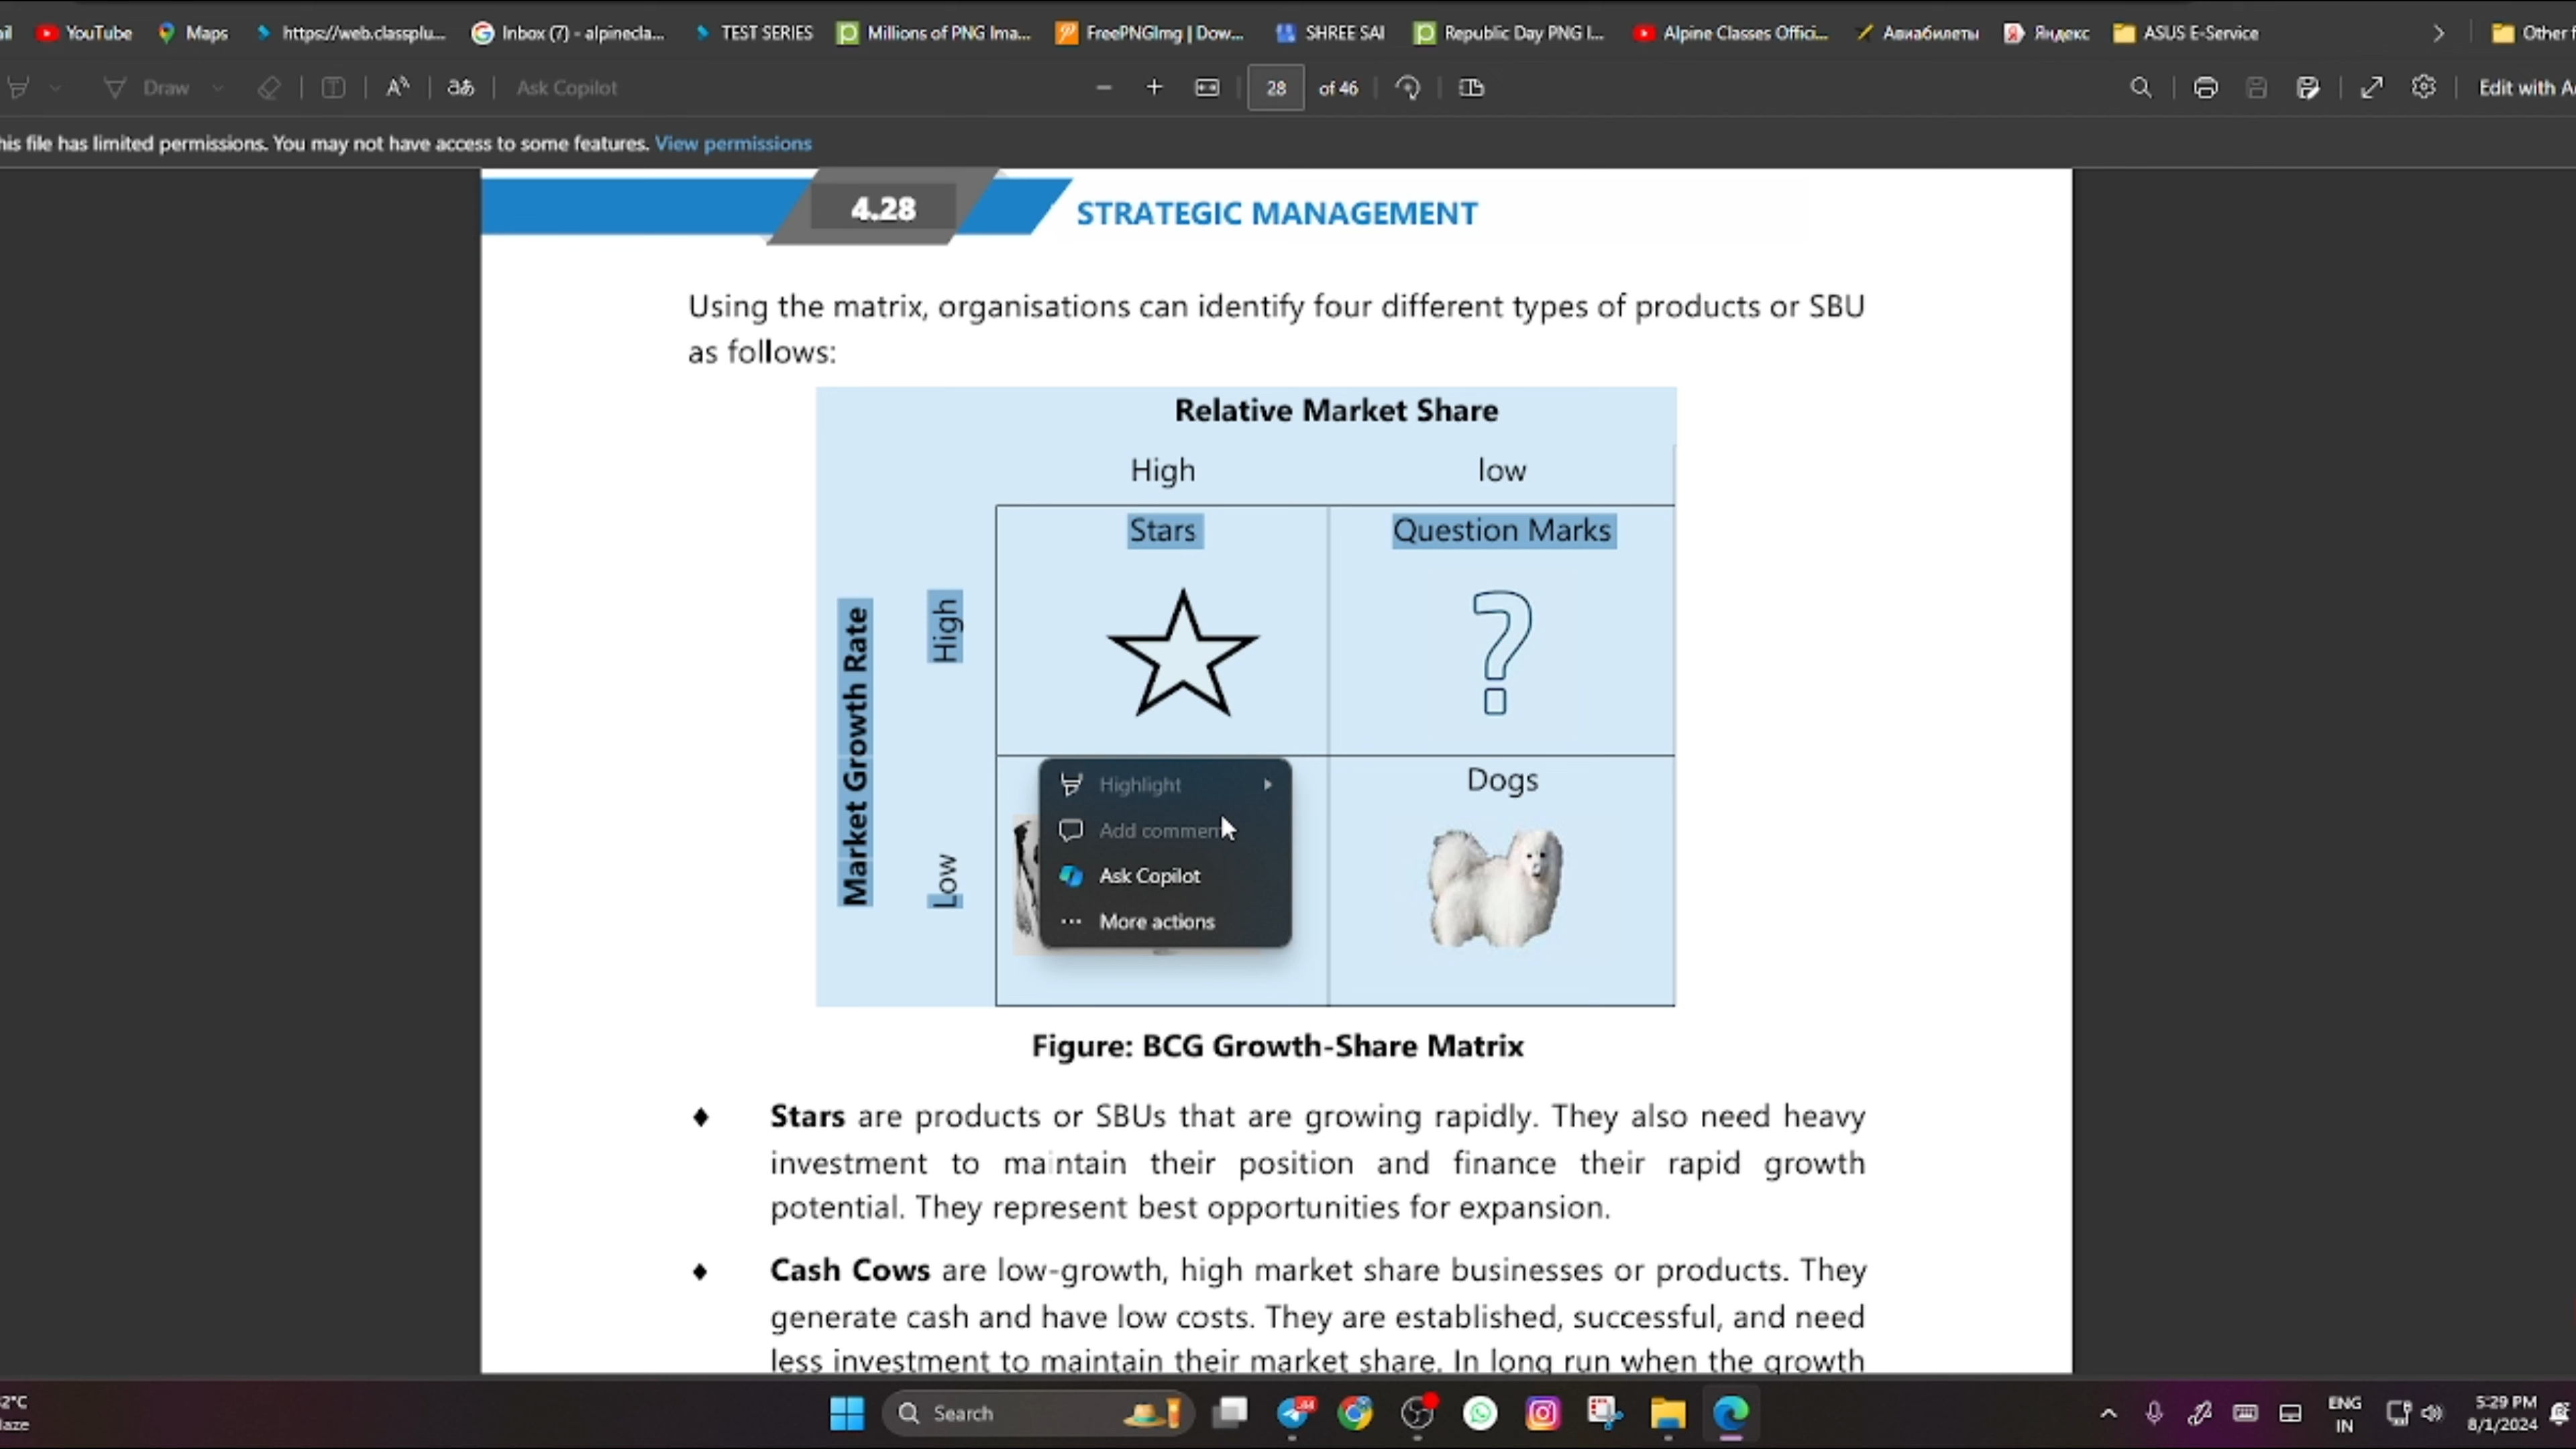 YouTube Maps https://web.classplu... Inbox (7) - alpinecla... TEST SERIES Millions of PNG Ima... FreePNGImg | Dow... SHREE SAI Republic Day PNG I... Alpine Classes Offici... Авиабилеты Яндекс ASUS E-Service Other
Draw Ask Copilot 28 of 46 Edit with
his file has limited permissions. You may not have access to some features. View permissions
4.28 STRATEGIC MANAGEMENT
Using the matrix, organisations can identify four different types of products or SBU
as follows:
Relative Market Share
High low
Stars Question Marks
Market Growth Rate
High
?
Low
Dogs
Highlight
Add commen
Ask Copilot
More actions
Figure: BCG Growth-Share Matrix
♦ Stars are products or SBUs that are growing rapidly. They also need heavy
investment to maintain their position and finance their rapid growth
potential. They represent best opportunities for expansion.
♦ Cash Cows are low-growth, high market share businesses or products. They
generate cash and have low costs. They are established, successful, and need
less investment to maintain their market share. In long run when the growth
2°C Search ENG 5:29 PM
IN 8/1/2024